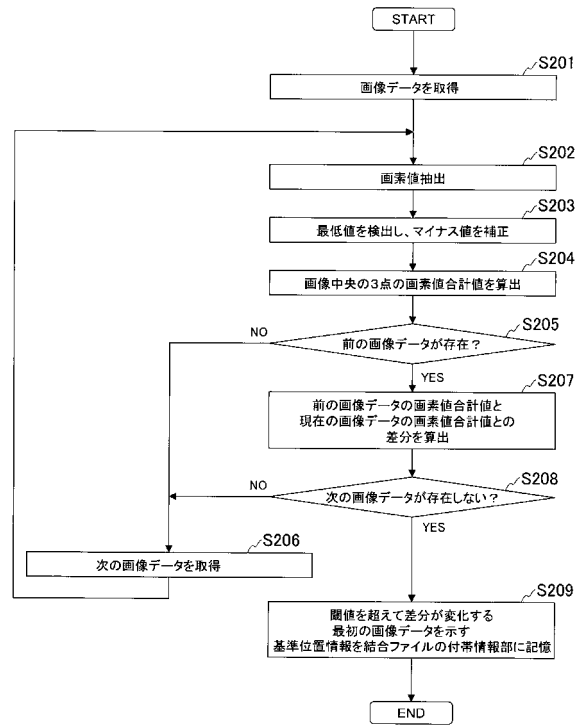 START
S201
画像データを取得
S202
画素値抽出
S203
最低値を検出し、マイナス値を補正
S204
画像中央の3点の画素値合計値を算出
S205
前の画像データが存在？
NO
YES
S207
前の画像データの画素値合計値と
現在の画像データの画素値合計値との
差分を算出
S208
次の画像データが存在しない？
NO
YES
S206
次の画像データを取得
S209
閾値を超えて差分が変化する
最初の画像データを示す
基準位置情報を結合ファイルの付帯情報部に記憶
END